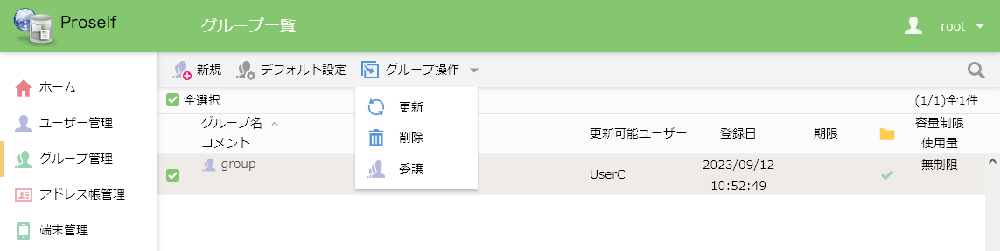 Proself
グループ一覧
root
新規
デフォルト設定
グループ操作
ホーム
ユーザー管理
グループ管理
アドレス帳管理
端末管理
全選択
(1/1)全1件
更新
削除
委譲
グループ名
コメント
更新可能ユーザー
登録日
期限
容量制限
使用量
group
UserC
2023/09/12
10:52:49
無制限